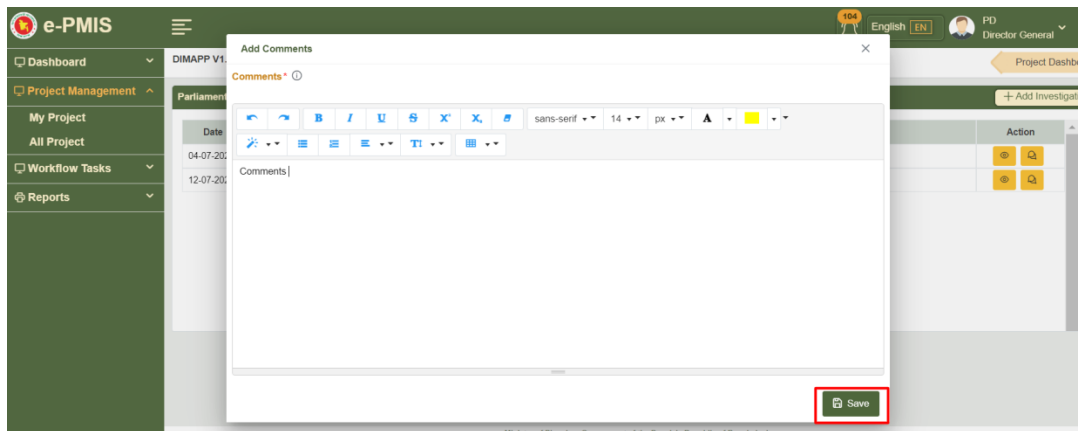 e-PMIS
104
English EN
PD
Director General
Dashboard
Project Management
My Project
All Project
Workflow Tasks
Reports
DIMAPP V1.
Project Dashb
Parliament
+ Add Investigat
Date
Action
04-07-202
12-07-202
Add Comments
Comments*
B I U S X X
sans-serif 14 px A
Comments
Save